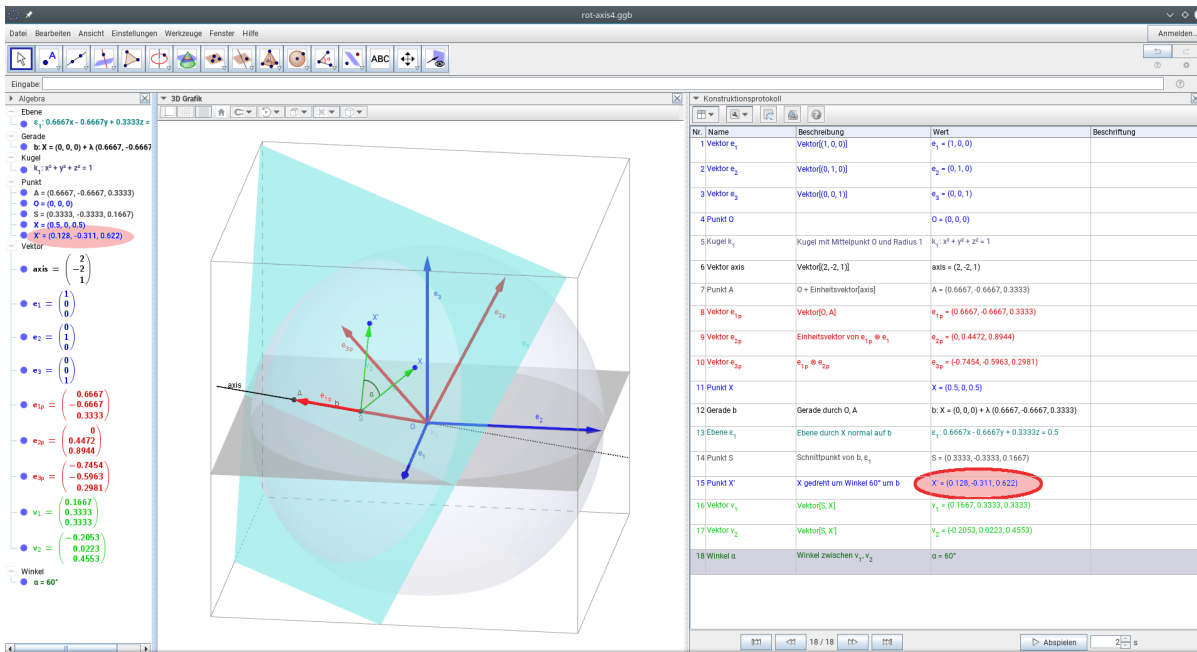 rot-axis4.ggb
Datei Bearbeiten Ansicht Einstellungen Werkzeuge Fenster Hilfe
Anmelden...
ABC
Eingabe:
Algebra
Ebene
ε₁: 0.6667x - 0.6667y + 0.3333z =
Gerade
b: X = (0, 0, 0) + λ (0.6667, -0.6667
Kugel
k₁: x² + y² + z² = 1
Punkt
A = (0.6667, -0.6667, 0.3333)
O = (0, 0, 0)
S = (0.3333, -0.3333, 0.1667)
X = (0.5, 0, 0.5)
X' = (0.128, -0.311, 0.622)
Vektor
axis = ( 2 -2 1 )
e₁ = ( 1 0 0 )
e₂ = ( 0 1 0 )
e₃ = ( 0 0 1 )
e₁ₚ = ( 0.6667 -0.6667 0.3333 )
e₂ₚ = ( 0 0.4472 0.8944 )
e₃ₚ = ( -0.7454 -0.5963 0.2981 )
v₁ = ( 0.1667 0.3333 0.3333 )
v₂ = ( -0.2053 0.0223 0.4553 )
Winkel
α = 60°
3D Grafik
e₃
e₂ₚ
X'
e₃ₚ
v₂
X
ε₁
axis
A
e₁ₚ
b
α
S
O
v₁
e₂
e₁
Konstruktionsprotokoll
Nr. Name Beschreibung Wert Beschriftung
1 Vektor e₁ Vektor[(1, 0, 0)] e₁ = (1, 0, 0)
2 Vektor e₂ Vektor[(0, 1, 0)] e₂ = (0, 1, 0)
3 Vektor e₃ Vektor[(0, 0, 1)] e₃ = (0, 0, 1)
4 Punkt O O = (0, 0, 0)
5 Kugel k₁ Kugel mit Mittelpunkt O und Radius 1 k₁: x² + y² + z² = 1
6 Vektor axis Vektor[(2, -2, 1)] axis = (2, -2, 1)
7 Punkt A O + Einheitsvektor[axis] A = (0.6667, -0.6667, 0.3333)
8 Vektor e₁ₚ Vektor[O, A] e₁ₚ = (0.6667, -0.6667, 0.3333)
9 Vektor e₂ₚ Einheitsvektor von e₁ₚ ⊗ e₁ e₂ₚ = (0, 0.4472, 0.8944)
10 Vektor e₃ₚ e₁ₚ ⊗ e₂ₚ e₃ₚ = (-0.7454, -0.5963, 0.2981)
11 Punkt X X = (0.5, 0, 0.5)
12 Gerade b Gerade durch O, A b: X = (0, 0, 0) + λ (0.6667, -0.6667, 0.3333)
13 Ebene ε₁ Ebene durch X normal auf b ε₁: 0.6667x - 0.6667y + 0.3333z = 0.5
14 Punkt S Schnittpunkt von b, ε₁ S = (0.3333, -0.3333, 0.1667)
15 Punkt X' X gedreht um Winkel 60° um b X' = (0.128, -0.311, 0.622)
16 Vektor v₁ Vektor[S, X] v₁ = (0.1667, 0.3333, 0.3333)
17 Vektor v₂ Vektor[S, X'] v₂ = (-0.2053, 0.0223, 0.4553)
18 Winkel α Winkel zwischen v₁, v₂ α = 60°
18 / 18
Abspielen 2 s